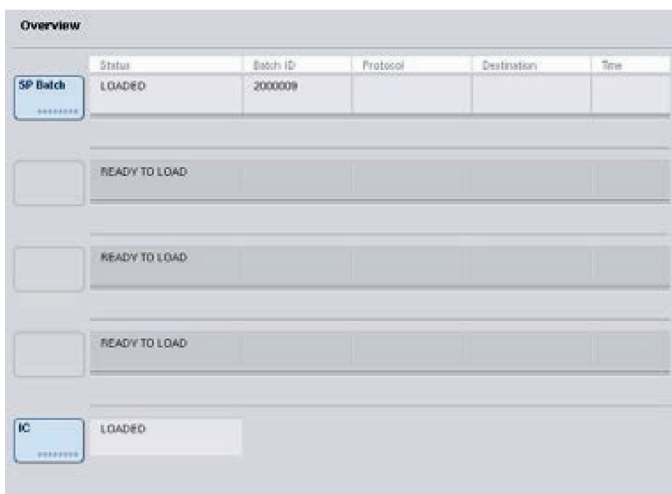 Overview
Status Batch ID Protocol Destination Time
SP Batch LOADED 2000009
READY TO LOAD
READY TO LOAD
READY TO LOAD
IC LOADED